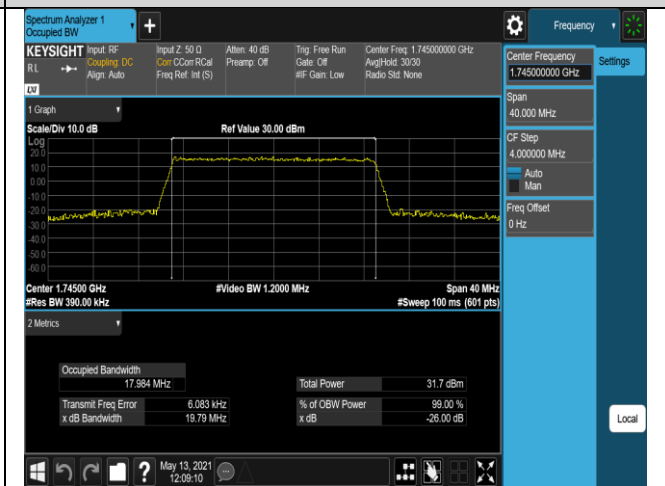 Spectrum Analyzer 1
Occupied BW
Frequency
KEYSIGHT
RL
LXI
Input: RF
Coupling: DC
Align: Auto
Input Z: 50 Ω
Corr CCorr RCal
Freq Ref: Int (S)
Atten: 40 dB
Preamp: Off
Trig: Free Run
Gate: Off
#IF Gain: Low
Center Freq: 1.745000000 GHz
Avg|Hold: 30/30
Radio Std: None
Center Frequency
1.745000000 GHz
Settings
Span
40.000 MHz
CF Step
4.000000 MHz
Auto
Man
Freq Offset
0 Hz
1 Graph
Scale/Div 10.0 dB
Ref Value 30.00 dBm
Log
20.0
10.0
0.00
-10.0
-20.0
-30.0
-40.0
-50.0
-60.0
Center 1.74500 GHz
#Video BW 1.2000 MHz
Span 40 MHz
#Res BW 390.00 kHz
#Sweep 100 ms (601 pts)
2 Metrics
Occupied Bandwidth
17.984 MHz
Total Power 31.7 dBm
Transmit Freq Error 6.083 kHz
% of OBW Power 99.00 %
x dB Bandwidth 19.79 MHz
x dB -26.00 dB
Local
?
May 13, 2021
12:09:10